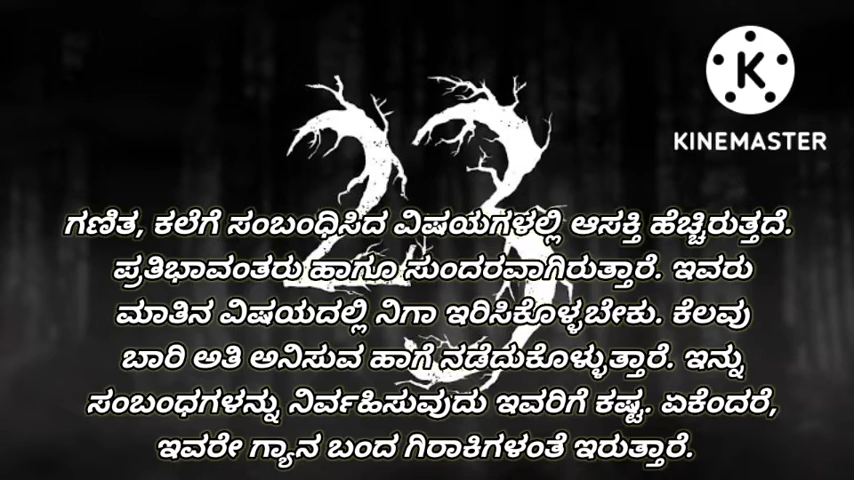 23
K
KINEMASTER
ಗಣಿತ, ಕಲೆಗೆ ಸಂಬಂಧಿಸಿದ ವಿಷಯಗಳಲ್ಲಿ ಆಸಕ್ತಿ ಹೆಚ್ಚಿರುತ್ತದೆ.
ಪ್ರತಿಭಾವಂತರು ಹಾಗೂ ಸುಂದರವಾಗಿರುತ್ತಾರೆ. ಇವರು
ಮಾತಿನ ವಿಷಯದಲ್ಲಿ ನಿಗಾ ಇರಿಸಿಕೊಳ್ಳಬೇಕು. ಕೆಲವು
ಬಾರಿ ಅತಿ ಅನಿಸುವ ಹಾಗೆ ನಡೆದುಕೊಳ್ಳುತ್ತಾರೆ. ಇನ್ನು
ಸಂಬಂಧಗಳನ್ನು ನಿರ್ವಹಿಸುವುದು ಇವರಿಗೆ ಕಷ್ಟ. ಏಕೆಂದರೆ,
ಇವರೇ ಗ್ಯಾನ ಬಂದ ಗಿರಾಕಿಗಳಂತೆ ಇರುತ್ತಾರೆ.